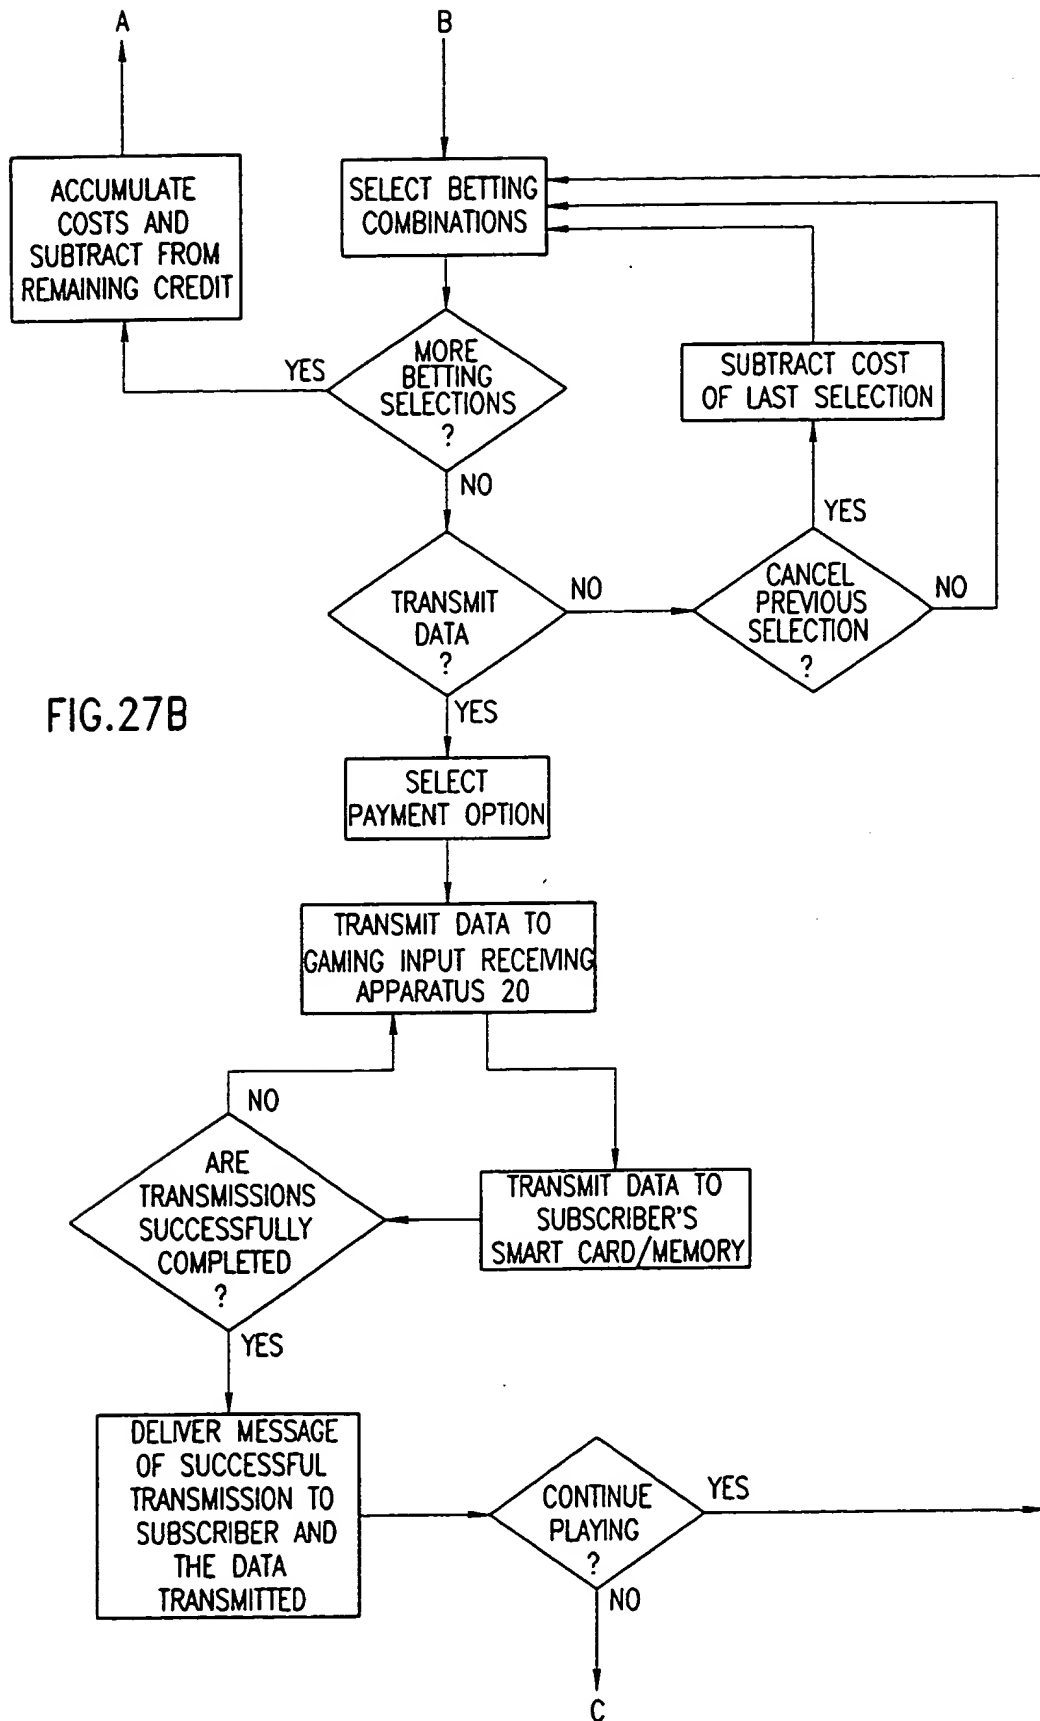 A
B
ACCUMULATE
COSTS AND
SUBTRACT FROM
REMAINING CREDIT
SELECT BETTING
COMBINATIONS
YES
MORE
BETTING
SELECTIONS
?
SUBTRACT COST
OF LAST SELECTION
NO
YES
TRANSMIT
DATA
?
NO
CANCEL
PREVIOUS
SELECTION
?
NO
FIG.27B
YES
SELECT
PAYMENT OPTION
TRANSMIT DATA TO
GAMING INPUT RECEIVING
APPARATUS 20
NO
ARE
TRANSMISSIONS
SUCCESSFULLY
COMPLETED
?
TRANSMIT DATA TO
SUBSCRIBER'S
SMART CARD/MEMORY
YES
DELIVER MESSAGE
OF SUCCESSFUL
TRANSMISSION TO
SUBSCRIBER AND
THE DATA
TRANSMITTED
CONTINUE
PLAYING
?
YES
NO
C